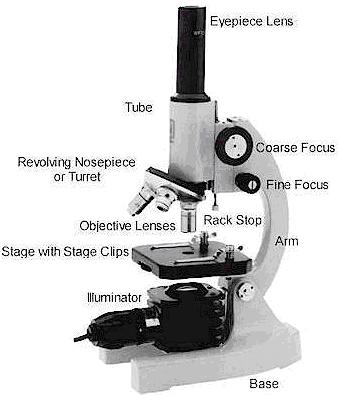 Eyepiece Lens
Tube
Coarse Focus
Revolving Nosepiece
or Turret
Fine Focus
Objective Lenses
Rack Stop
Arm
Stage with Stage Clips
Illuminator
Base